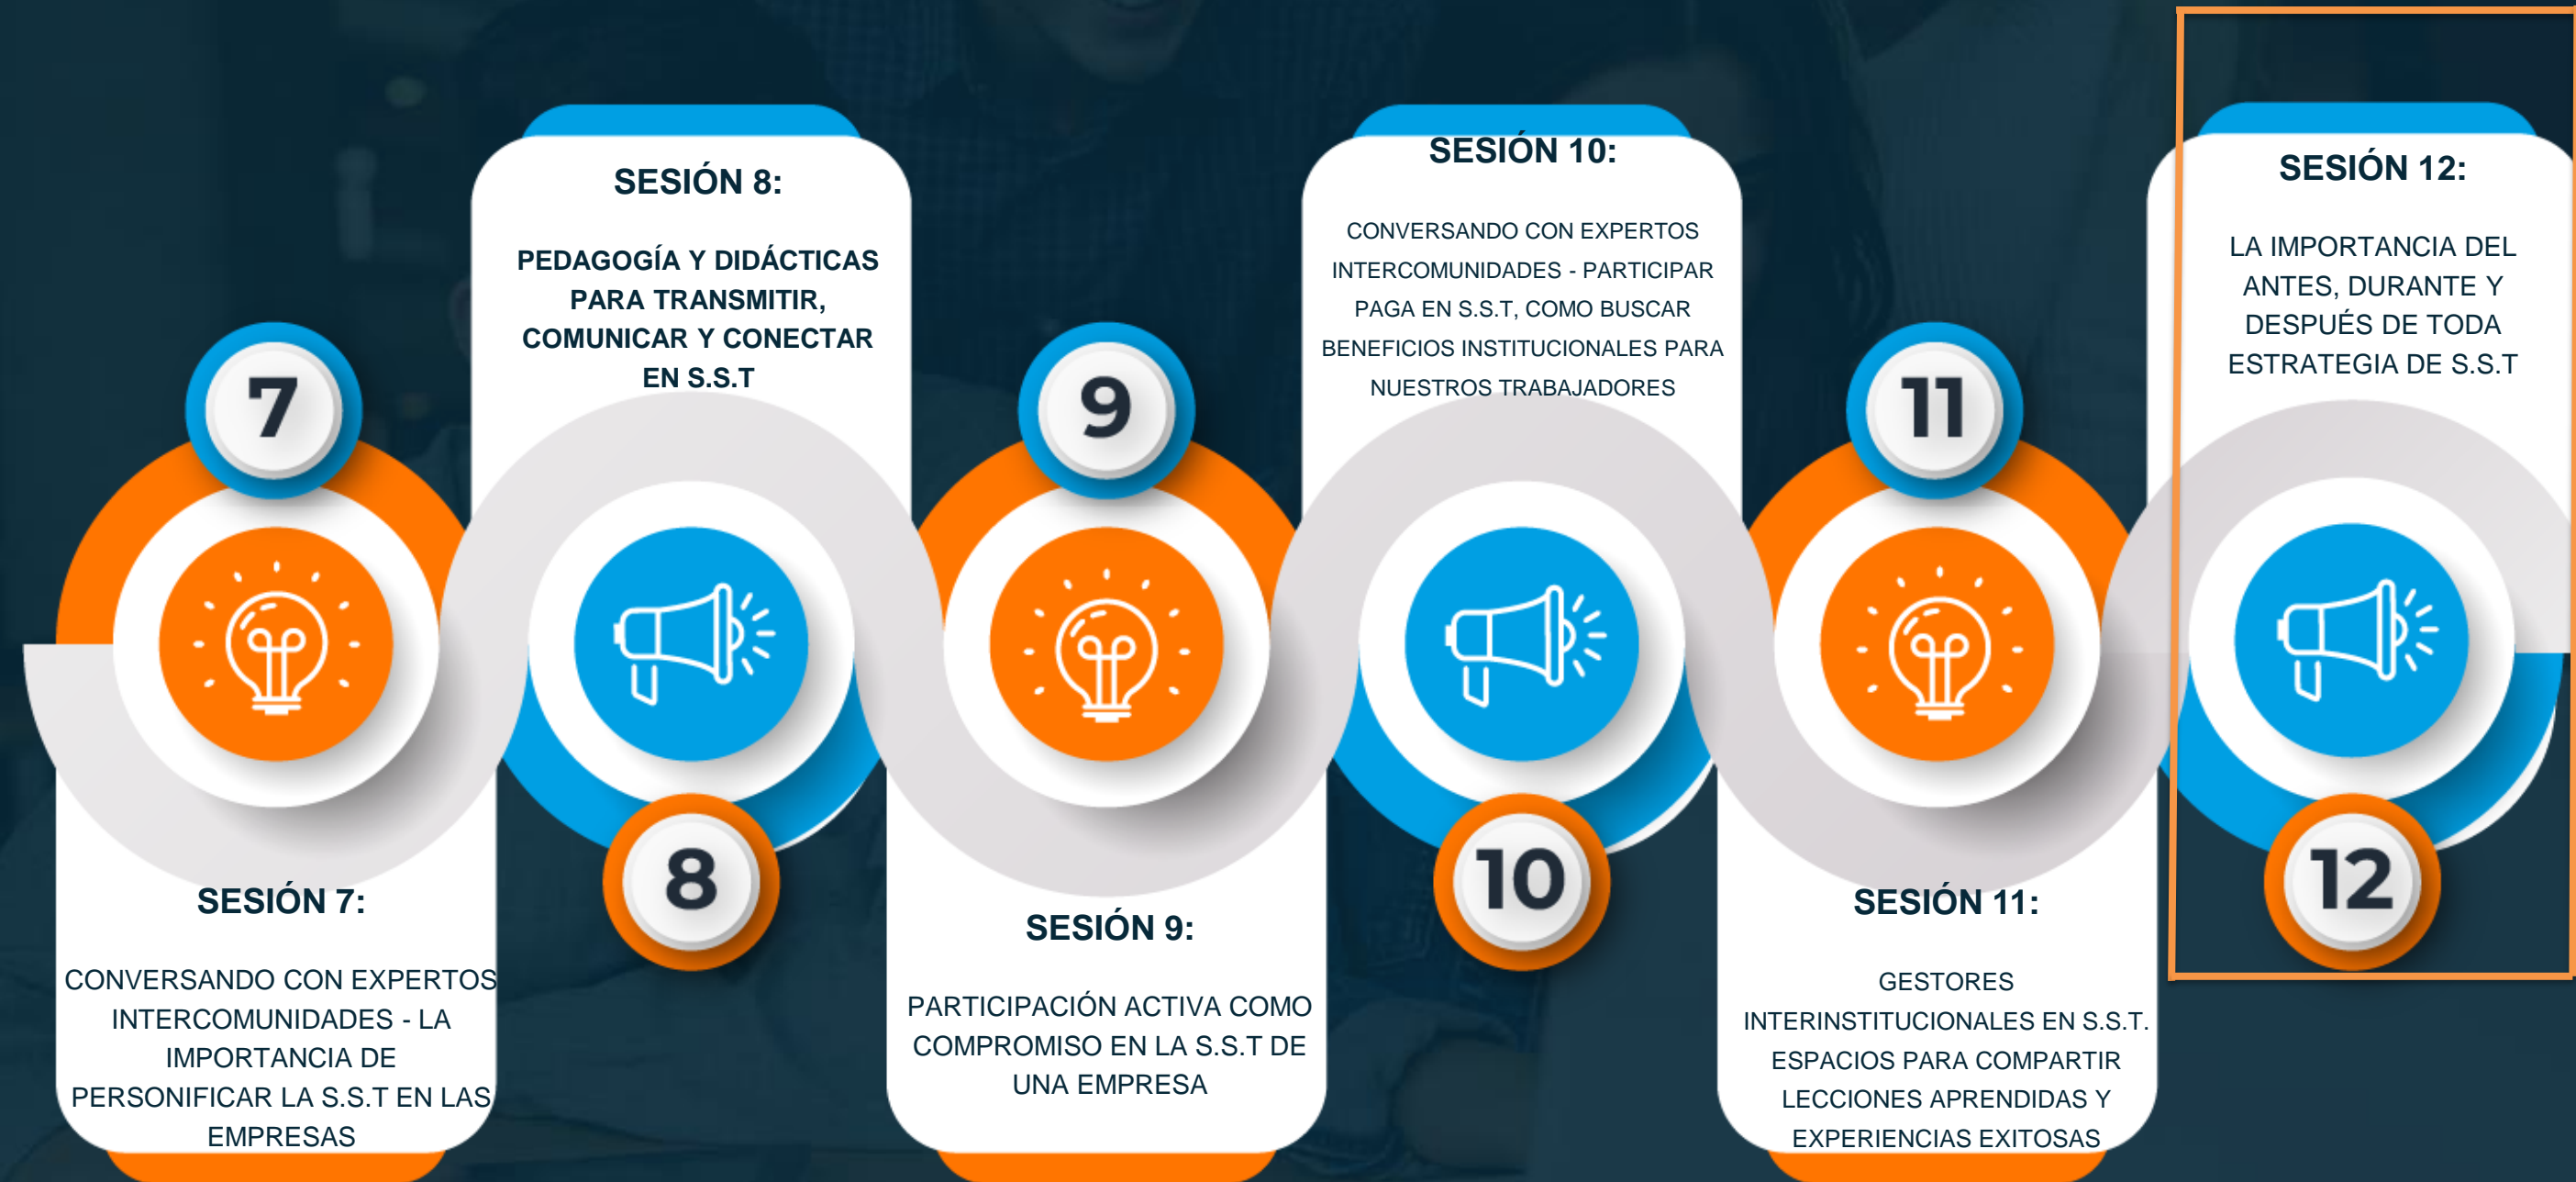 7
SESIÓN 7:
CONVERSANDO CON EXPERTOS
INTERCOMUNIDADES - LA
IMPORTANCIA DE
PERSONIFICAR LA S.S.T EN LAS
EMPRESAS
SESIÓN 8:
PEDAGOGÍA Y DIDÁCTICAS
PARA TRANSMITIR,
COMUNICAR Y CONECTAR
EN S.S.T
8
9
SESIÓN 9:
PARTICIPACIÓN ACTIVA COMO
COMPROMISO EN LA S.S.T DE
UNA EMPRESA
SESIÓN 10:
CONVERSANDO CON EXPERTOS
INTERCOMUNIDADES - PARTICIPAR
PAGA EN S.S.T, COMO BUSCAR
BENEFICIOS INSTITUCIONALES PARA
NUESTROS TRABAJADORES
10
11
SESIÓN 11:
GESTORES
INTERINSTITUCIONALES EN S.S.T.
ESPACIOS PARA COMPARTIR
LECCIONES APRENDIDAS Y
EXPERIENCIAS EXITOSAS
SESIÓN 12:
LA IMPORTANCIA DEL
ANTES, DURANTE Y
DESPUÉS DE TODA
ESTRATEGIA DE S.S.T
12